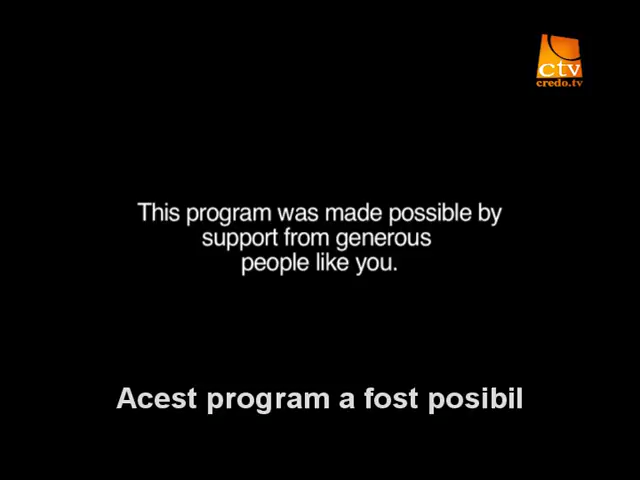 ctv
credo.tv
This program was made possible by
support from generous
people like you.
Acest program a fost posibil